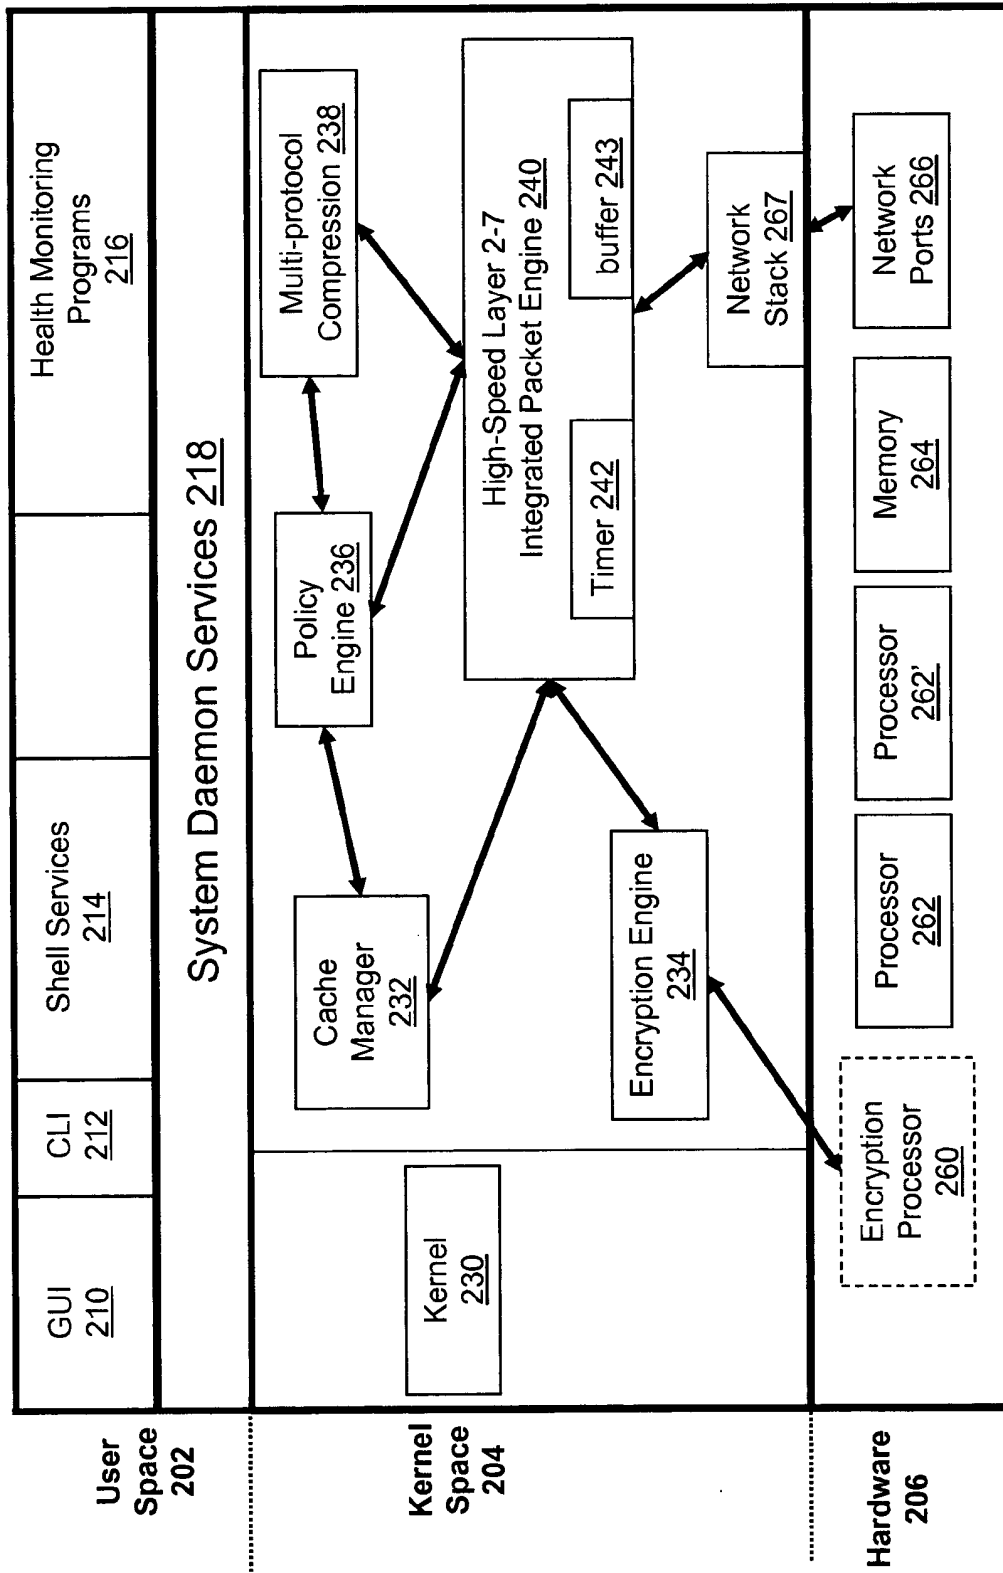 User
Space
202
GUI
210
CLI
212
Shell Services
214
Health Monitoring
Programs
216
System Daemon Services 218
Kernel
Space
204
Kernel
230
Cache
Manager
232
Policy
Engine 236
Multi-protocol
Compression 238
High-Speed Layer 2-7
Integrated Packet Engine 240
Timer 242
buffer 243
Encryption Engine
234
Network
Stack 267
Hardware
206
Encryption
Processor
260
Processor
262
Processor
262'
Memory
264
Network
Ports 266